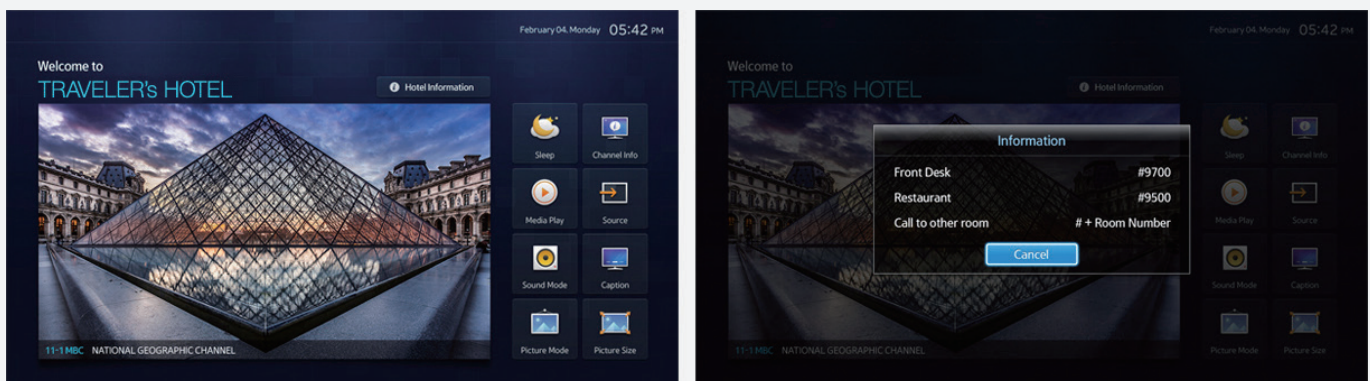 February 04. Monday 05:42 PM
Welcome to
TRAVELER's HOTEL
Hotel Information
Sleep
Channel Info
Media Play
Source
Sound Mode
Caption
Picture Mode
Picture Size
11-1 MBC NATIONAL GEOGRAPHIC CHANNEL
February 04. Monday 05:42 PM
Welcome to
TRAVELER's HOTEL
Hotel Information
Information
Front Desk #9700
Restaurant #9500
Call to other room # + Room Number
Cancel
Sleep
Channel Info
Media Play
Source
Sound Mode
Caption
Picture Mode
Picture Size
11-1 MBC NATIONAL GEOGRAPHIC CHANNEL